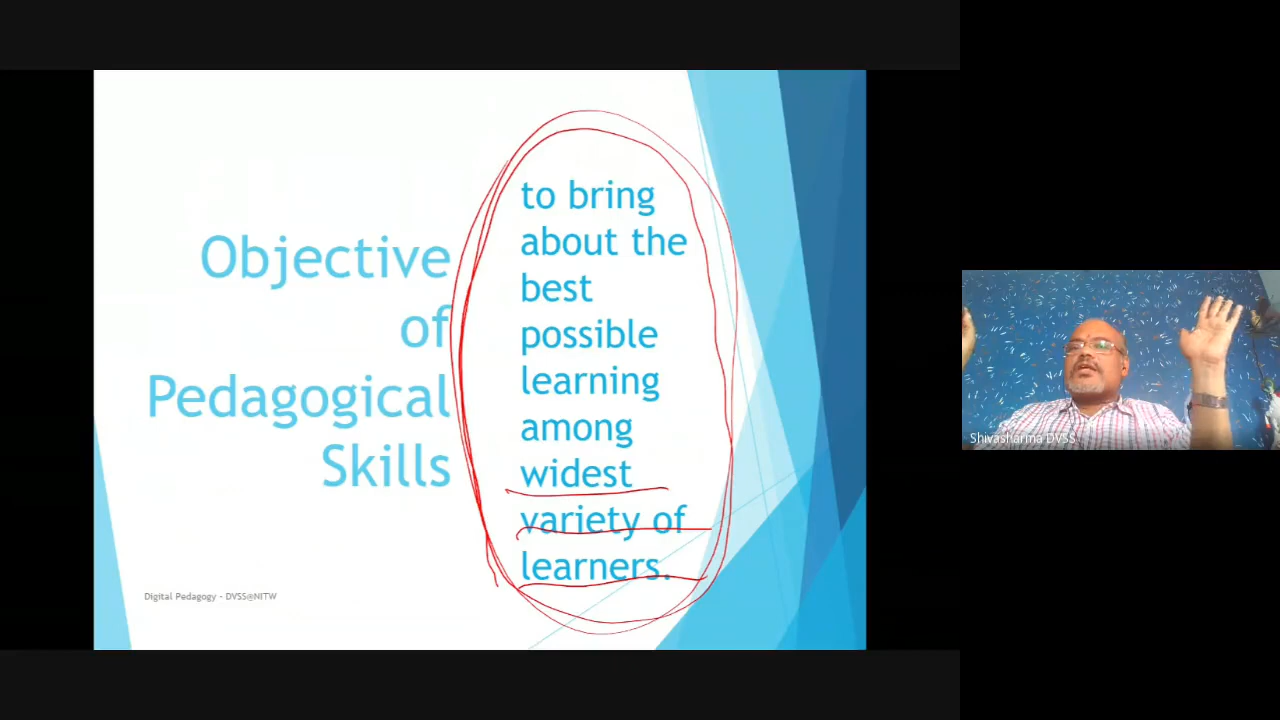 Objective
of
Pedagogical
Skills
to bring
about the
best
possible
learning
among
widest
variety of
learners.
Digital Pedagogy – DVSS@NITW
Shivasharma DVSS